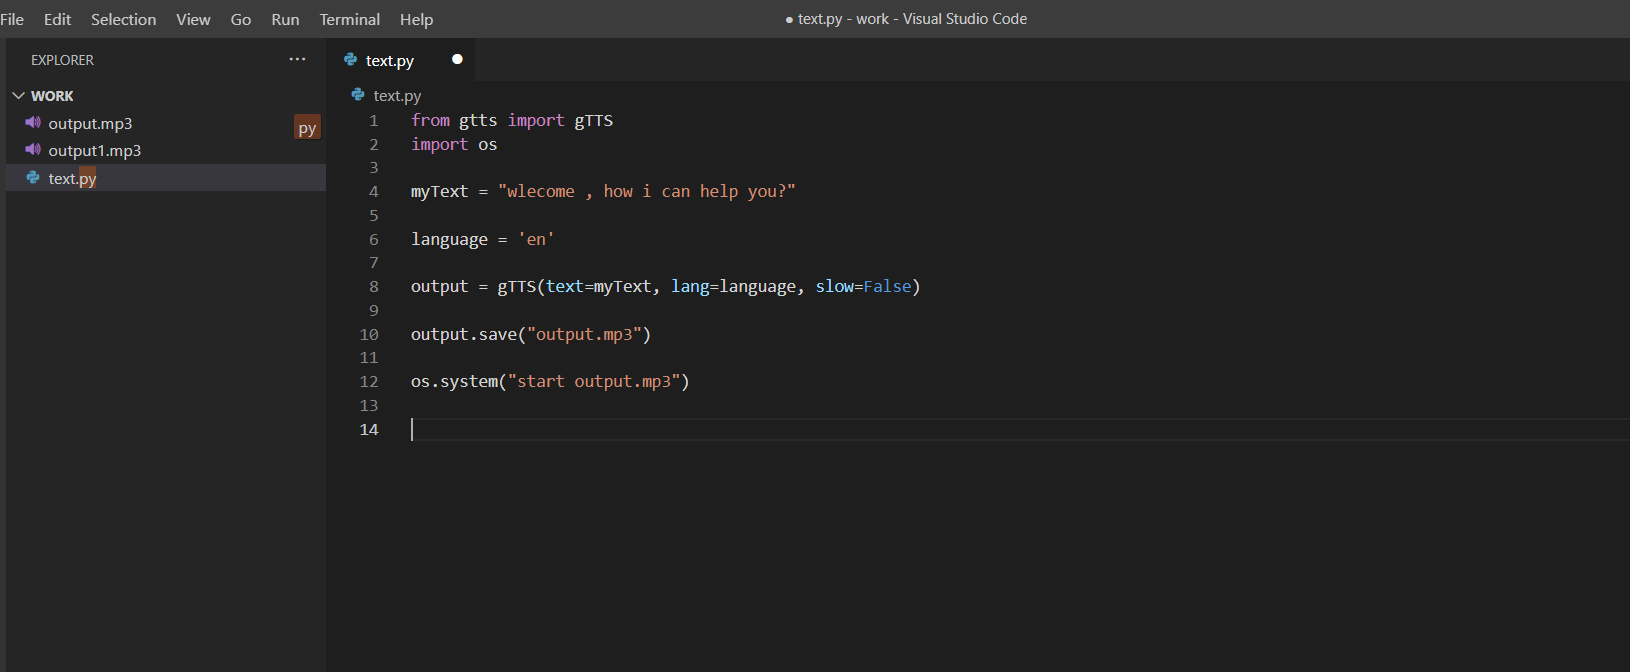 File Edit Selection View Go Run Terminal Help
● text.py - work - Visual Studio Code
EXPLORER ···
WORK
output.mp3
py
output1.mp3
text.py
text.py
text.py
1 from gtts import gTTS
2 import os
3
4 myText = "wlecome , how i can help you?"
5
6 language = 'en'
7
8 output = gTTS(text=myText, lang=language, slow=False)
9
10 output.save("output.mp3")
11
12 os.system("start output.mp3")
13
14